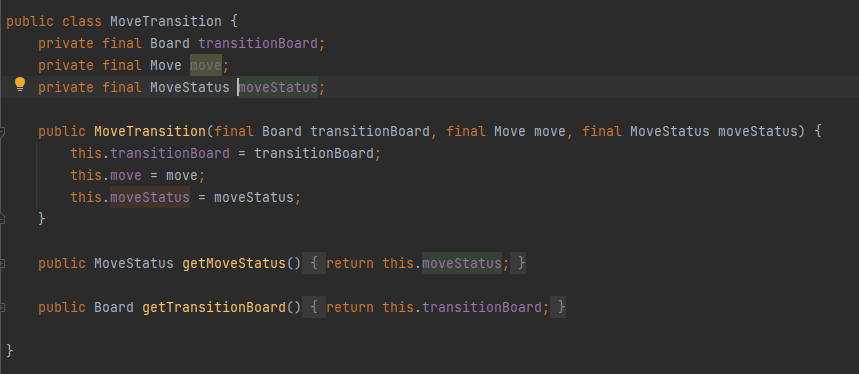 public class MoveTransition {
    private final Board transitionBoard;
    private final Move move;
    private final MoveStatus moveStatus;
    public MoveTransition(final Board transitionBoard, final Move move, final MoveStatus moveStatus) {
        this.transitionBoard = transitionBoard;
        this.move = move;
        this.moveStatus = moveStatus;
    }
    public MoveStatus getMoveStatus() { return this.moveStatus; }
    public Board getTransitionBoard() { return this.transitionBoard; }
}